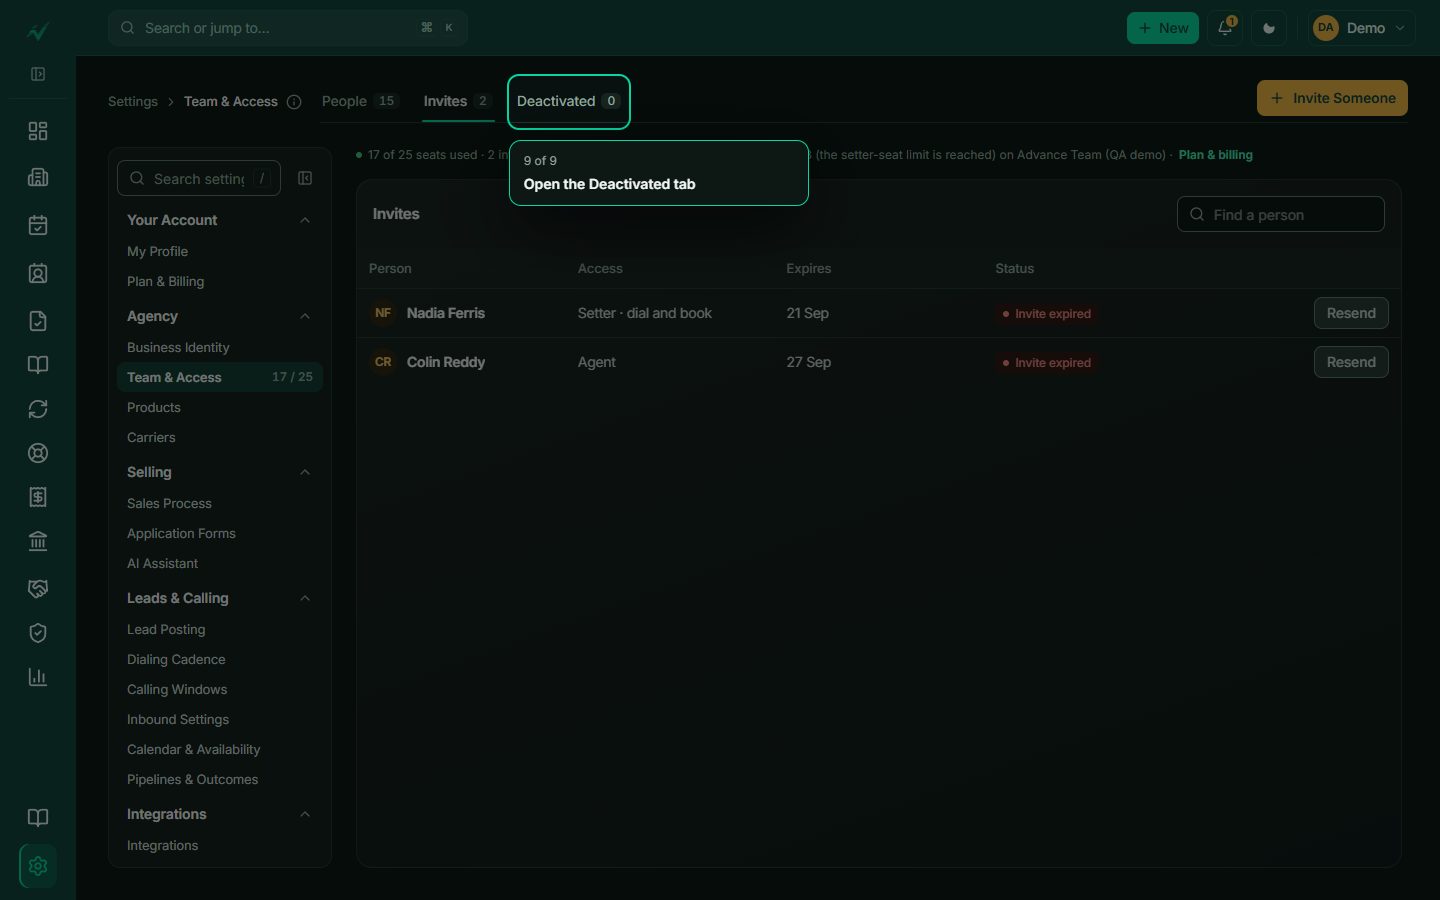 Search or jump to...
⌘ K
+ New
1
DA
Demo
Settings > Team & Access
People 15
Invites 2
Deactivated 0
+ Invite Someone
17 of 25 seats used · 2 in
(the setter-seat limit is reached) on Advance Team (QA demo) · Plan & billing
9 of 9
Open the Deactivated tab
/
Your Account
My Profile
Plan & Billing
Agency
Business Identity
Team & Access 17 / 25
Products
Carriers
Selling
Sales Process
Application Forms
AI Assistant
Leads & Calling
Lead Posting
Dialing Cadence
Calling Windows
Inbound Settings
Calendar & Availability
Pipelines & Outcomes
Integrations
Integrations
Invites
Find a person
Person Access Expires Status
NF Nadia Ferris Setter · dial and book 21 Sep Invite expired Resend
CR Colin Reddy Agent 27 Sep Invite expired Resend